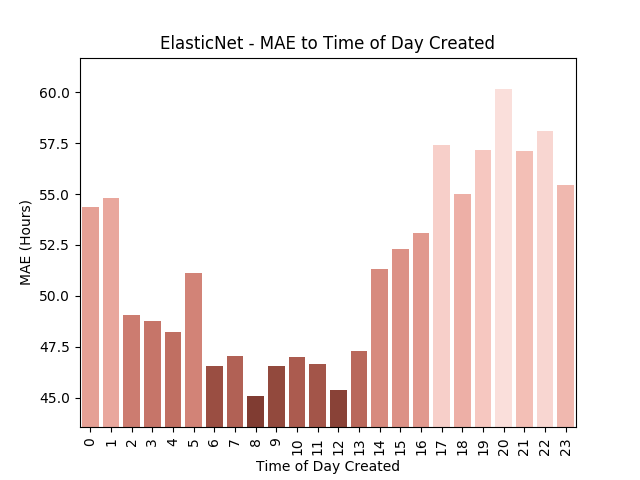 ElasticNet - MAE to Time of Day Created
MAE (Hours)
60.0
57.5
55.0
52.5
50.0
47.5
45.0
0 1 2 3 4 5 6 7 8 9 10 11 12 13 14 15 16 17 18 19 20 21 22 23
Time of Day Created